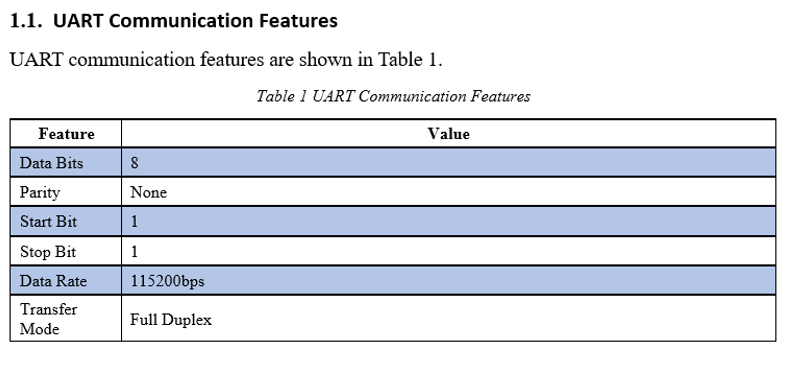 1.1. UART Communication Features
UART communication features are shown in Table 1.
Table 1 UART Communication Features
Feature Value
Data Bits 8
Parity None
Start Bit 1
Stop Bit 1
Data Rate 115200bps
Transfer
Mode Full Duplex